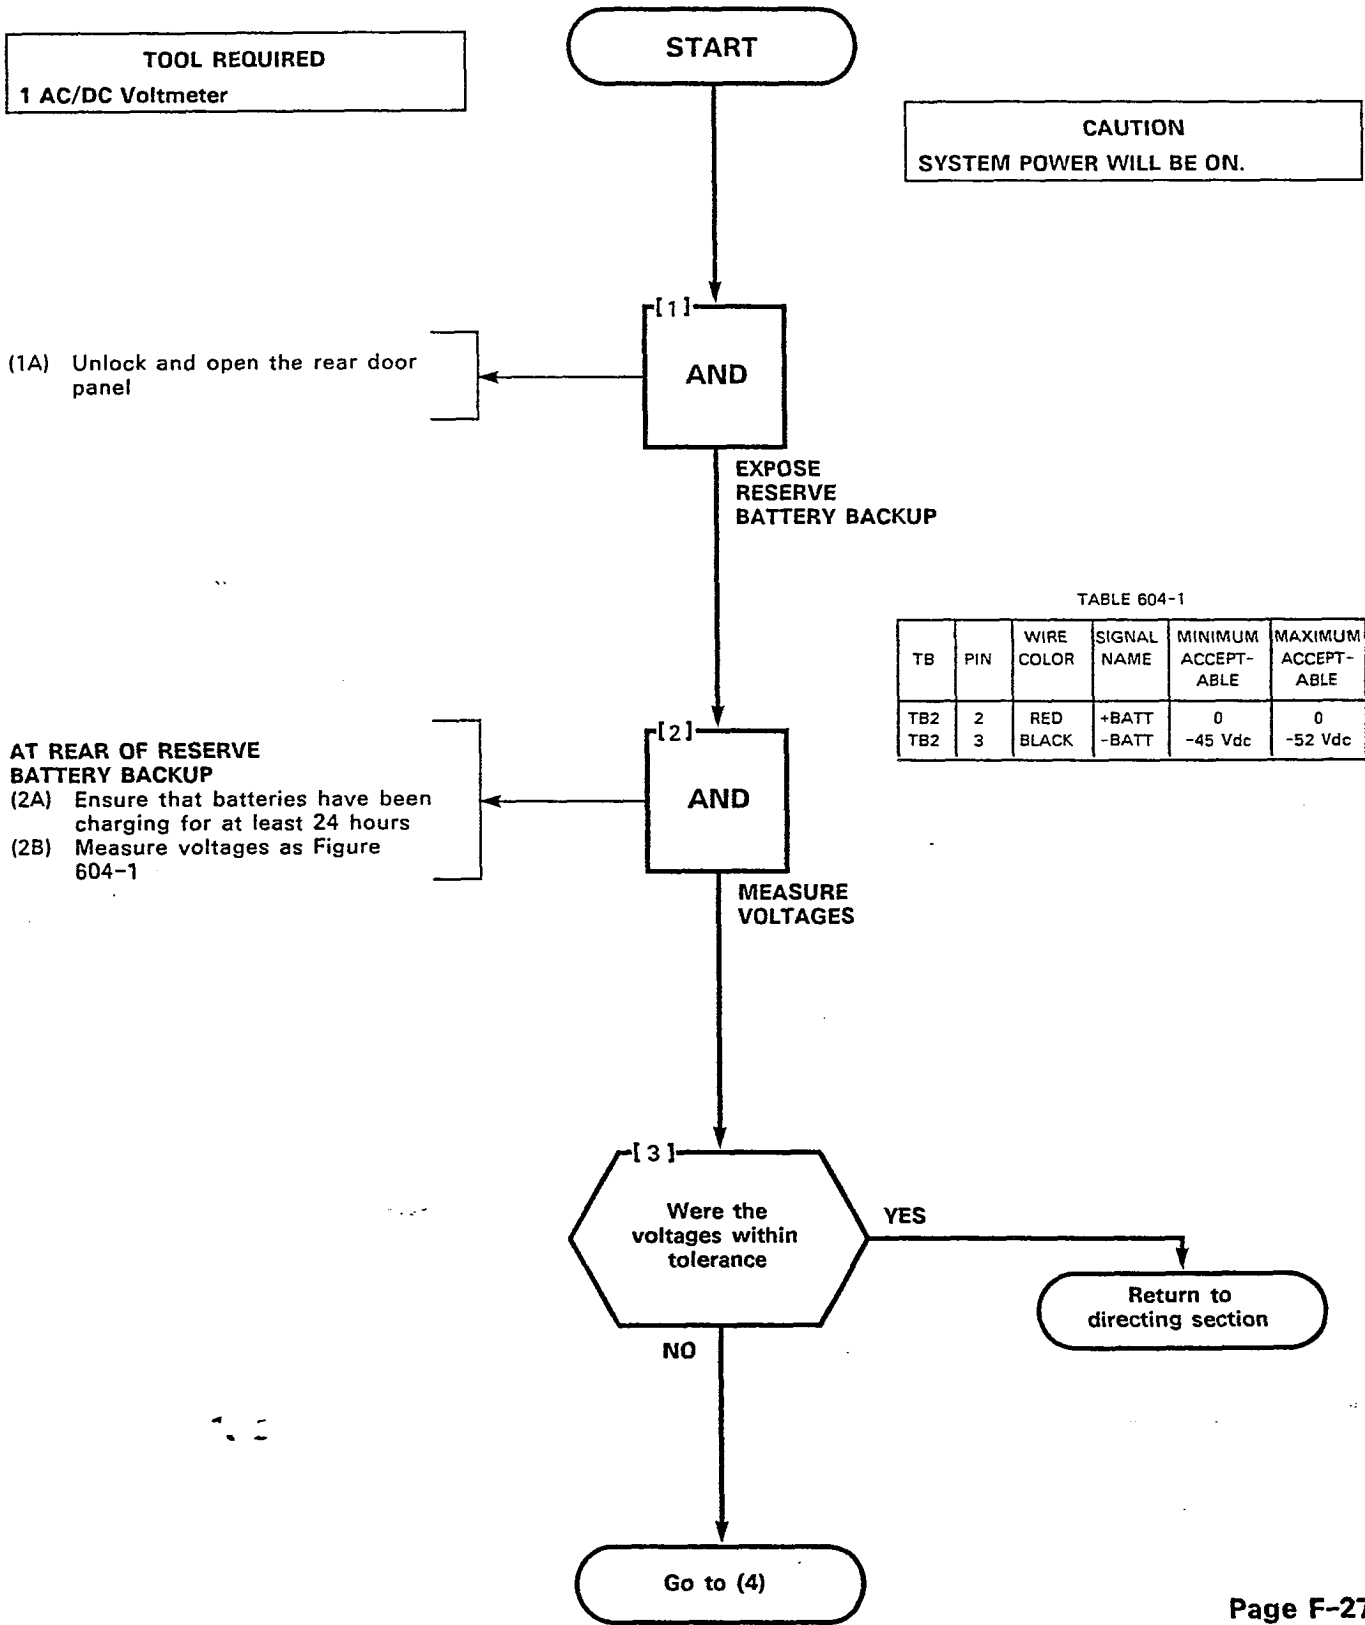 TOOL REQUIRED
1 AC/DC Voltmeter
START
CAUTION
SYSTEM POWER WILL BE ON.
[1]
AND
(1A) Unlock and open the rear door
panel
EXPOSE
RESERVE
BATTERY BACKUP
TABLE 604-1
TB PIN WIRE COLOR SIGNAL NAME MINIMUM ACCEPT-ABLE MAXIMUM ACCEPT-ABLE
TB2 2 RED +BATT 0 0
TB2 3 BLACK -BATT -45 Vdc -52 Vdc
[2]
AND
AT REAR OF RESERVE
BATTERY BACKUP
(2A) Ensure that batteries have been
charging for at least 24 hours
(2B) Measure voltages as Figure
604-1
MEASURE
VOLTAGES
[3]
Were the
voltages within
tolerance
YES
Return to
directing section
NO
Go to (4)
Page F-27